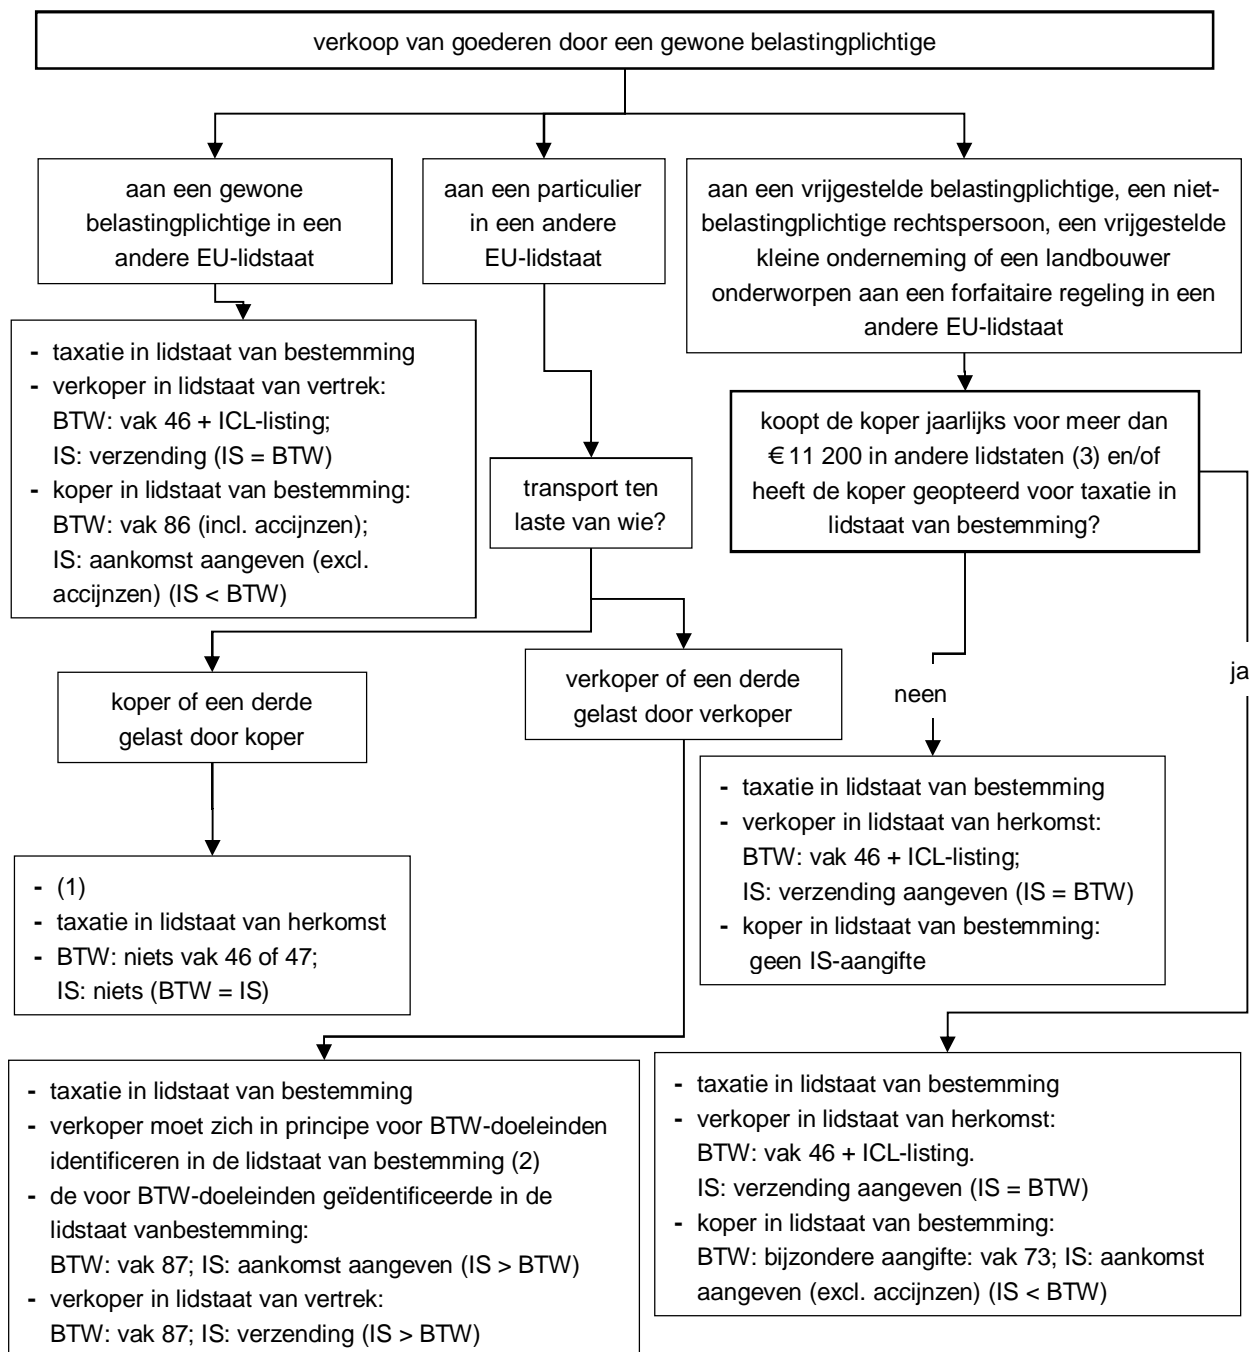 verkoop van goederen door een gewone belastingplichtige
aan een gewone
belastingplichtige in een
andere EU-lidstaat
aan een particulier
in een andere
EU-lidstaat
aan een vrijgestelde belastingplichtige, een niet-
belastingplichtige rechtspersoon, een vrijgestelde
kleine onderneming of een landbouwer
onderworpen aan een forfaitaire regeling in een
andere EU-lidstaat
- taxatie in lidstaat van bestemming
- verkoper in lidstaat van vertrek:
BTW: vak 46 + ICL-listing;
IS: verzending (IS = BTW)
- koper in lidstaat van bestemming:
BTW: vak 86 (incl. accijnzen);
IS: aankomst aangeven (excl.
accijnzen) (IS < BTW)
transport ten
laste van wie?
koopt de koper jaarlijks voor meer dan
€ 11 200 in andere lidstaten (3) en/of
heeft de koper geopteerd voor taxatie in
lidstaat van bestemming?
koper of een derde
gelast door koper
verkoper of een derde
gelast door verkoper
neen
ja
- (1)
- taxatie in lidstaat van herkomst
- BTW: niets vak 46 of 47;
IS: niets (BTW = IS)
- taxatie in lidstaat van bestemming
- verkoper in lidstaat van herkomst:
BTW: vak 46 + ICL-listing;
IS: verzending aangeven (IS = BTW)
- koper in lidstaat van bestemming:
geen IS-aangifte
- taxatie in lidstaat van bestemming
- verkoper moet zich in principe voor BTW-doeleinden
identificeren in de lidstaat van bestemming (2)
- de voor BTW-doeleinden geïdentificeerde in de
lidstaat vanbestemming:
BTW: vak 87; IS: aankomst aangeven (IS > BTW)
- verkoper in lidstaat van vertrek:
BTW: vak 87; IS: verzending (IS > BTW)
- taxatie in lidstaat van bestemming
- verkoper in lidstaat van herkomst:
BTW: vak 46 + ICL-listing.
IS: verzending aangeven (IS = BTW)
- koper in lidstaat van bestemming:
BTW: bijzondere aangifte: vak 73; IS: aankomst
aangeven (excl. accijnzen) (IS < BTW)